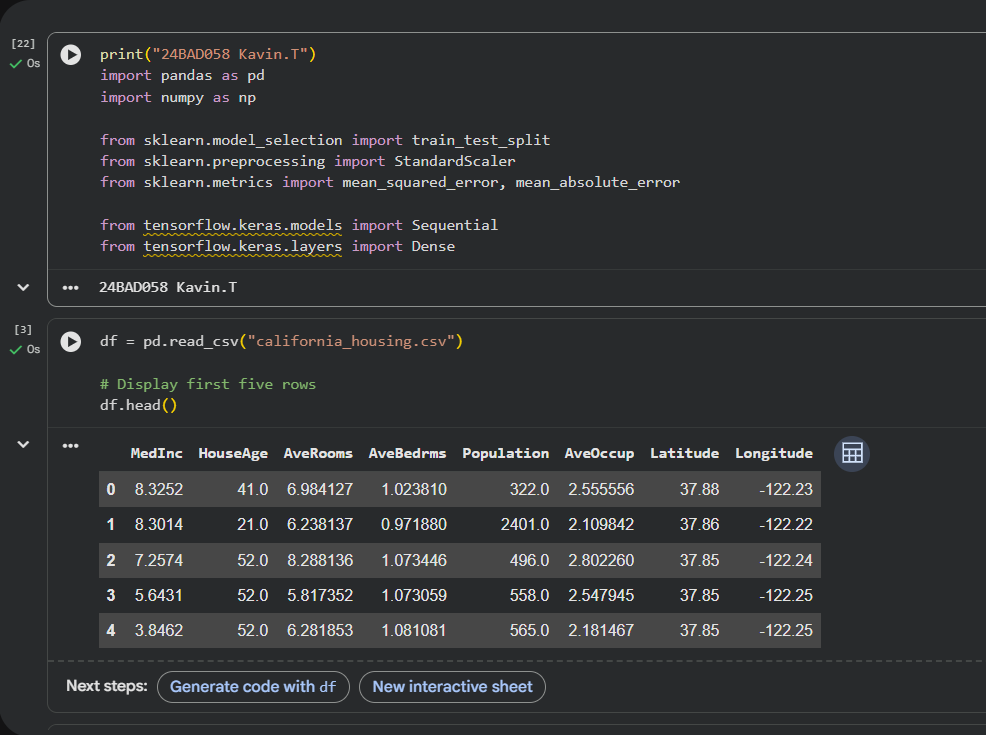 [22]
0s
print("24BAD058 Kavin.T")
import pandas as pd
import numpy as np
from sklearn.model_selection import train_test_split
from sklearn.preprocessing import StandardScaler
from sklearn.metrics import mean_squared_error, mean_absolute_error
from tensorflow.keras.models import Sequential
from tensorflow.keras.layers import Dense
24BAD058 Kavin.T
[3]
0s
df = pd.read_csv("california_housing.csv")
# Display first five rows
df.head()
MedInc HouseAge AveRooms AveBedrms Population AveOccup Latitude Longitude
0 8.3252 41.0 6.984127 1.023810 322.0 2.555556 37.88 -122.23
1 8.3014 21.0 6.238137 0.971880 2401.0 2.109842 37.86 -122.22
2 7.2574 52.0 8.288136 1.073446 496.0 2.802260 37.85 -122.24
3 5.6431 52.0 5.817352 1.073059 558.0 2.547945 37.85 -122.25
4 3.8462 52.0 6.281853 1.081081 565.0 2.181467 37.85 -122.25
Next steps: Generate code with df New interactive sheet